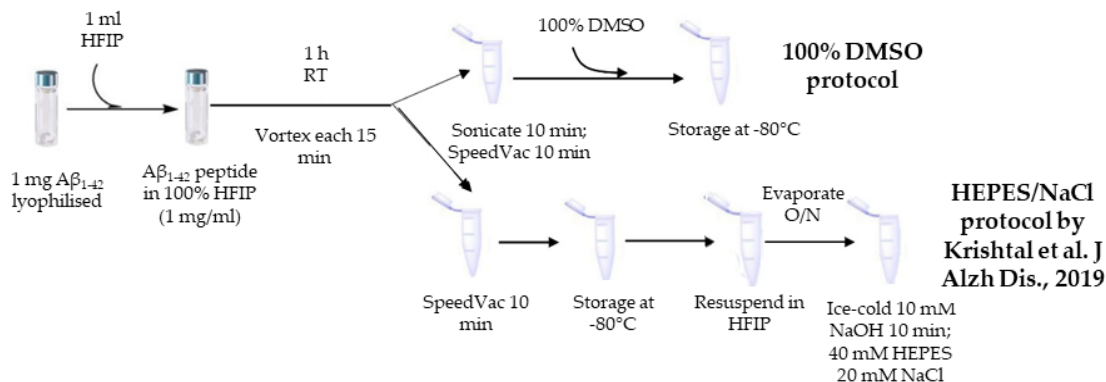 1 ml
HFIP
1 mg Aβ₁₋₄₂
lyophilised
Aβ₁₋₄₂ peptide
in 100% HFIP
(1 mg/ml)
1 h
RT
Vortex each 15
min
Sonicate 10 min;
SpeedVac 10 min
100% DMSO
Storage at -80°C
100% DMSO
protocol
SpeedVac 10
min
Storage at
-80°C
Resuspend in
HFIP
Evaporate
O/N
Ice-cold 10 mM
NaOH 10 min;
40 mM HEPES
20 mM NaCl
HEPES/NaCl
protocol by
Krishtal et al. J
Alzh Dis., 2019